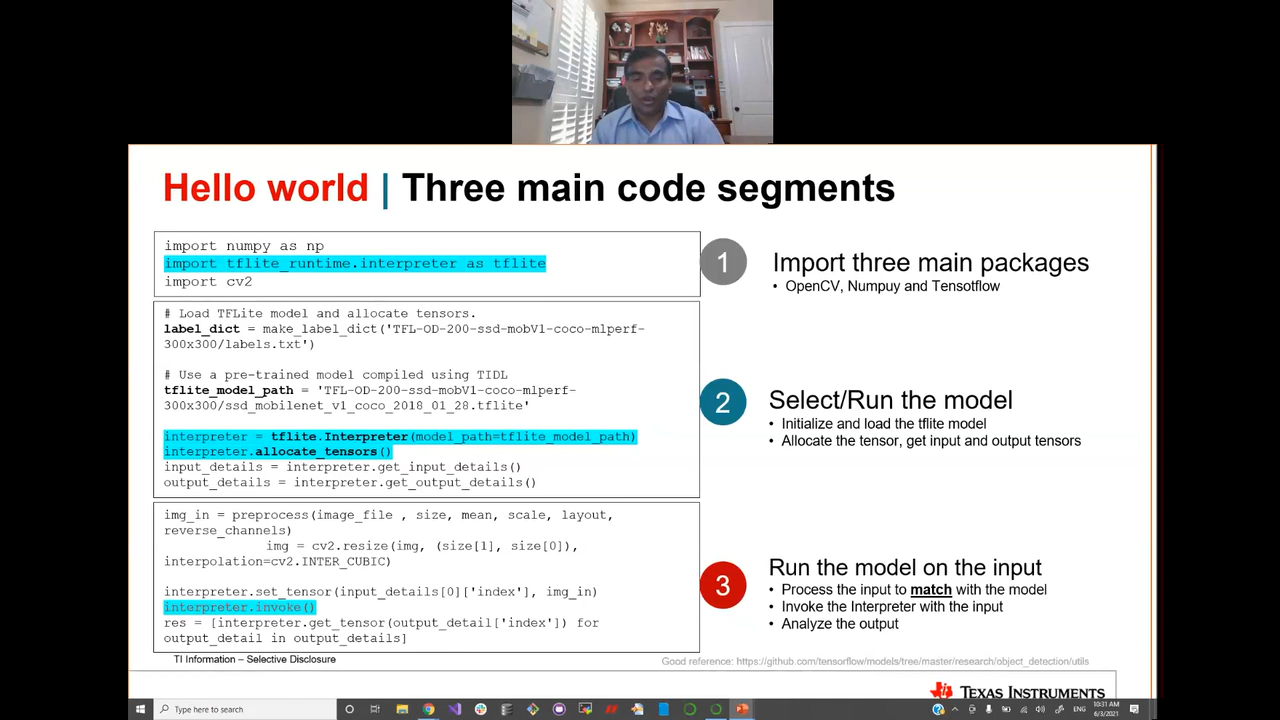 Hello world | Three main code segments
import numpy as np
import tflite_runtime.interpreter as tflite
import cv2
1
Import three main packages
• OpenCV, Numpuy and Tensotflow
# Load TFLite model and allocate tensors.
label_dict = make_label_dict('TFL-OD-200-ssd-mobV1-coco-mlperf-
300x300/labels.txt')
# Use a pre-trained model compiled using TIDL
tflite_model_path = 'TFL-OD-200-ssd-mobV1-coco-mlperf-
300x300/ssd_mobilenet_v1_coco_2018_01_28.tflite'
interpreter = tflite.Interpreter(model_path=tflite_model_path)
interpreter.allocate_tensors()
input_details = interpreter.get_input_details()
output_details = interpreter.get_output_details()
2
Select/Run the model
• Initialize and load the tflite model
• Allocate the tensor, get input and output tensors
img_in = preprocess(image_file , size, mean, scale, layout,
reverse_channels)
img = cv2.resize(img, (size[1], size[0]),
interpolation=cv2.INTER_CUBIC)
interpreter.set_tensor(input_details[0]['index'], img_in)
interpreter.invoke()
res = [interpreter.get_tensor(output_detail['index']) for
output_detail in output_details]
3
Run the model on the input
• Process the input to match with the model
• Invoke the Interpreter with the input
• Analyze the output
TI Information – Selective Disclosure
Good reference: https://github.com/tensorflow/models/tree/master/research/object_detection/utils
TEXAS INSTRUMENTS
Type here to search
ENG
10:31 AM
6/3/2021